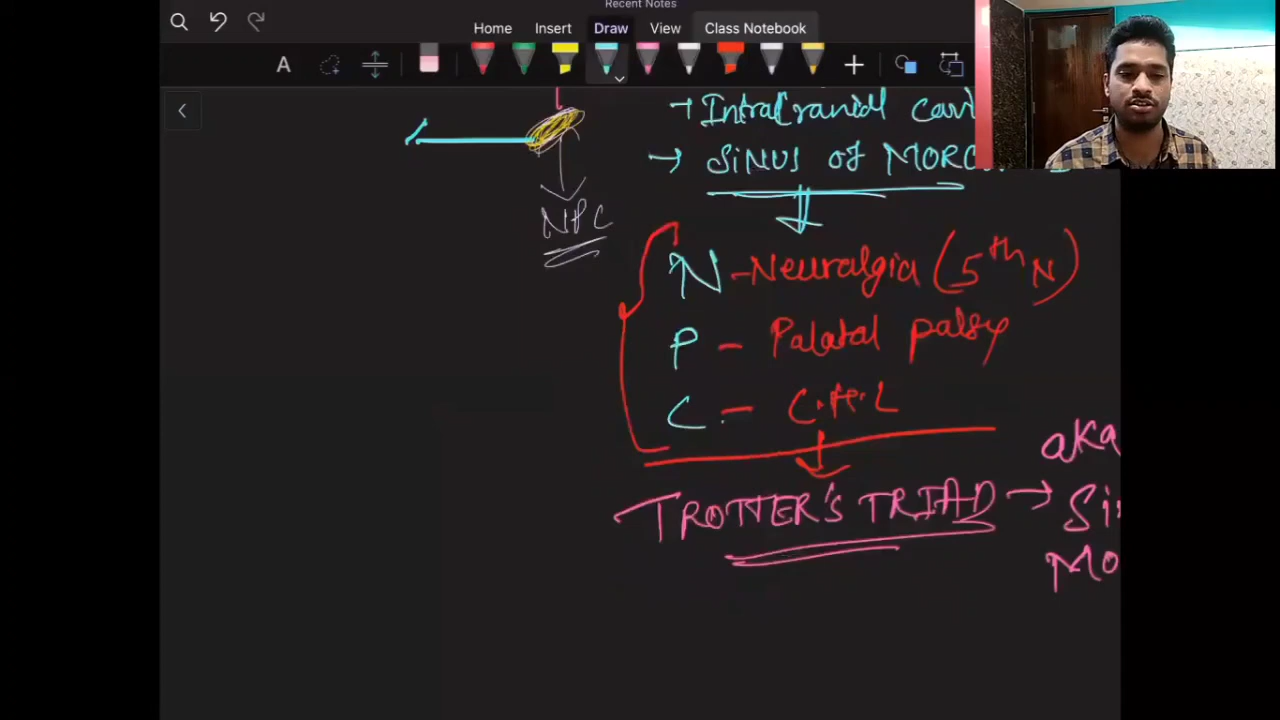 Recent Notes
Home Insert Draw View Class Notebook
A
→ IntraCranial cavi
→ SINUS OF MORG
NPC
N - Neuralgia (5th N)
P - Palatal palsy
C - C.H.L
aka
TROTTER'S TRIAD → Si
Mo